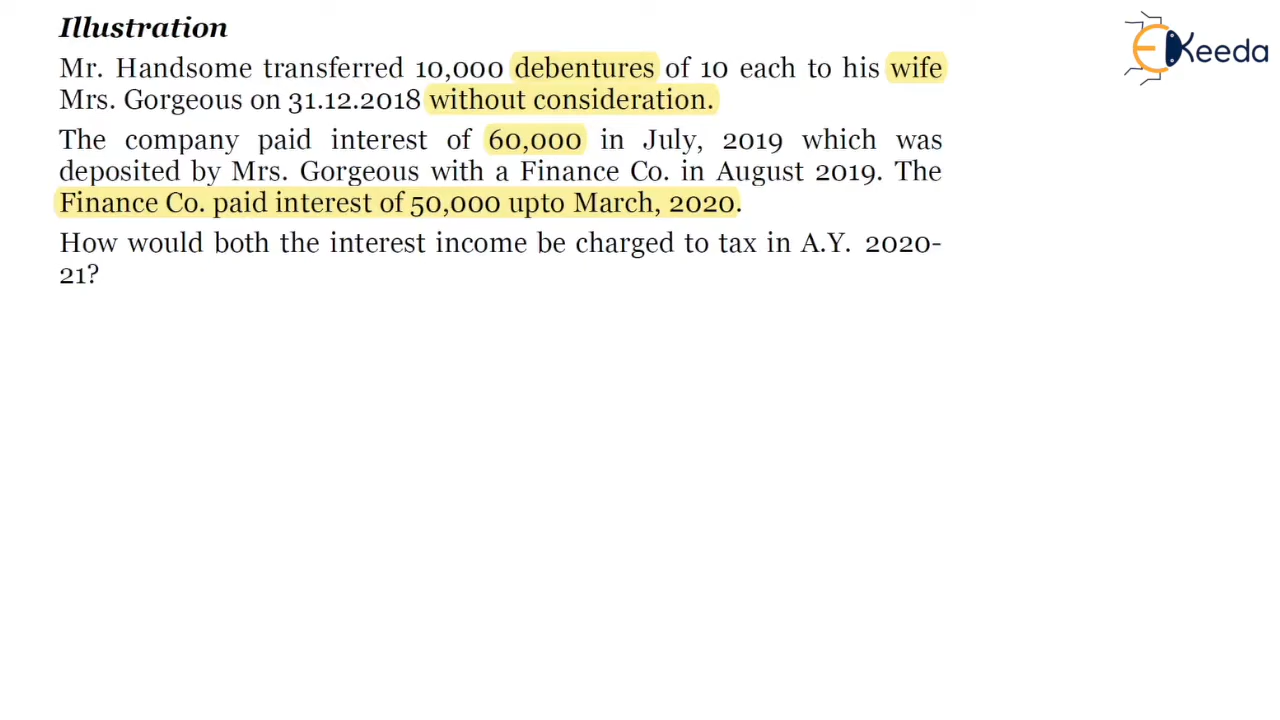 Illustration
EKeeda
Mr. Handsome transferred 10,000 debentures of 10 each to his wife
Mrs. Gorgeous on 31.12.2018 without consideration.
The company paid interest of 60,000 in July, 2019 which was
deposited by Mrs. Gorgeous with a Finance Co. in August 2019. The
Finance Co. paid interest of 50,000 upto March, 2020.
How would both the interest income be charged to tax in A.Y. 2020-
21?